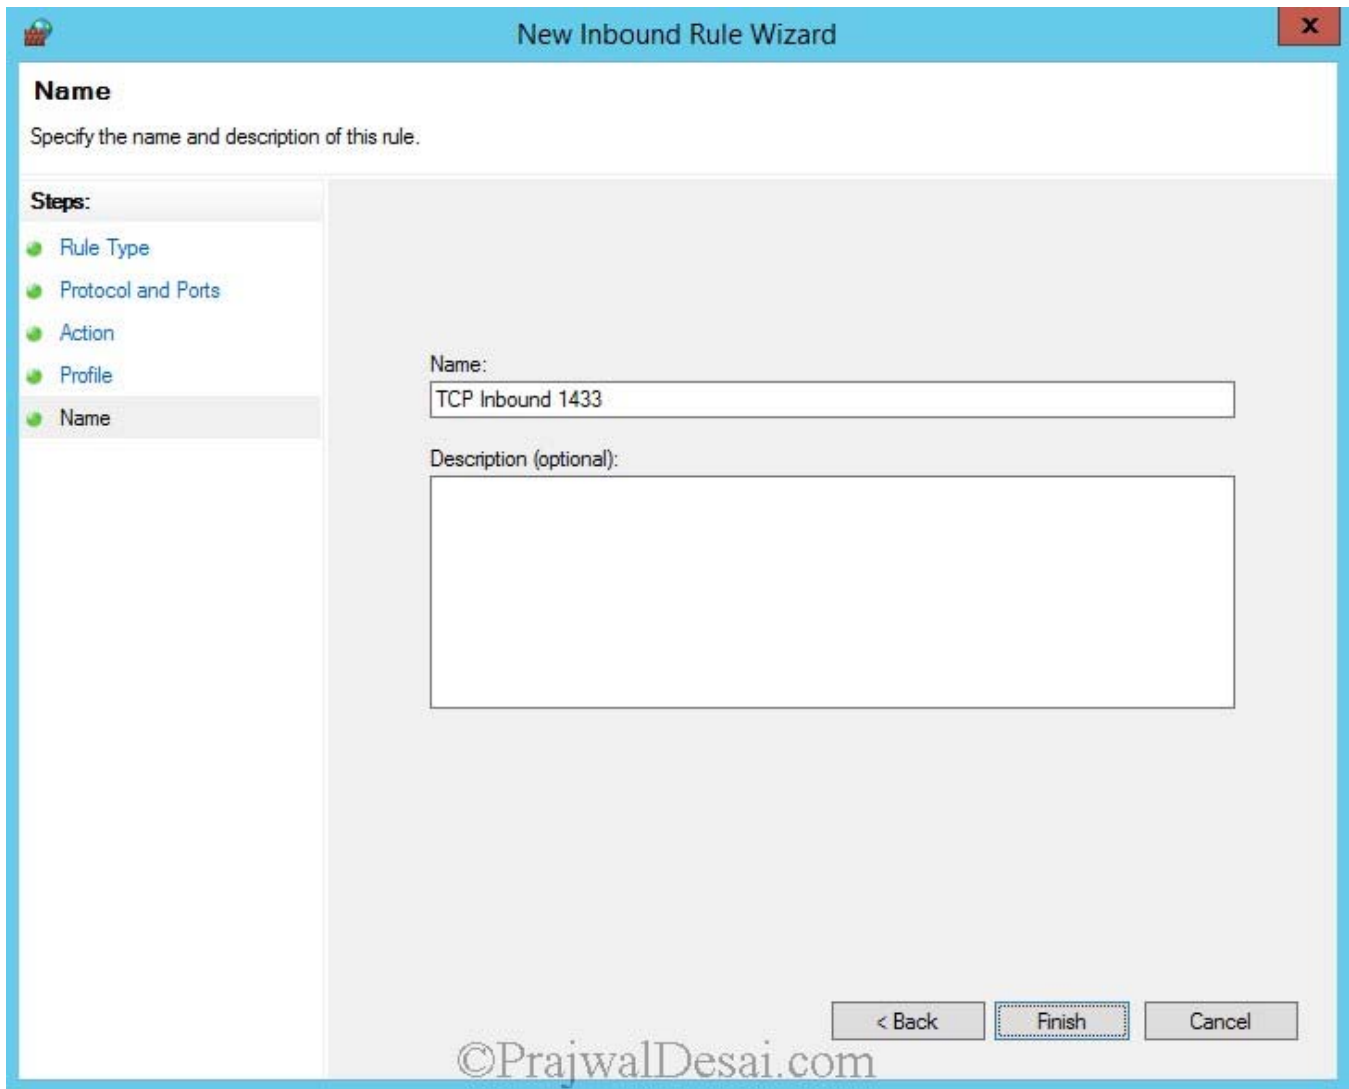 New Inbound Rule Wizard
x
Name
Specify the name and description of this rule.
Steps:
Rule Type
Protocol and Ports
Action
Profile
Name
Name:
TCP Inbound 1433
Description (optional):
< Back
Finish
Cancel
©PrajwalDesai.com